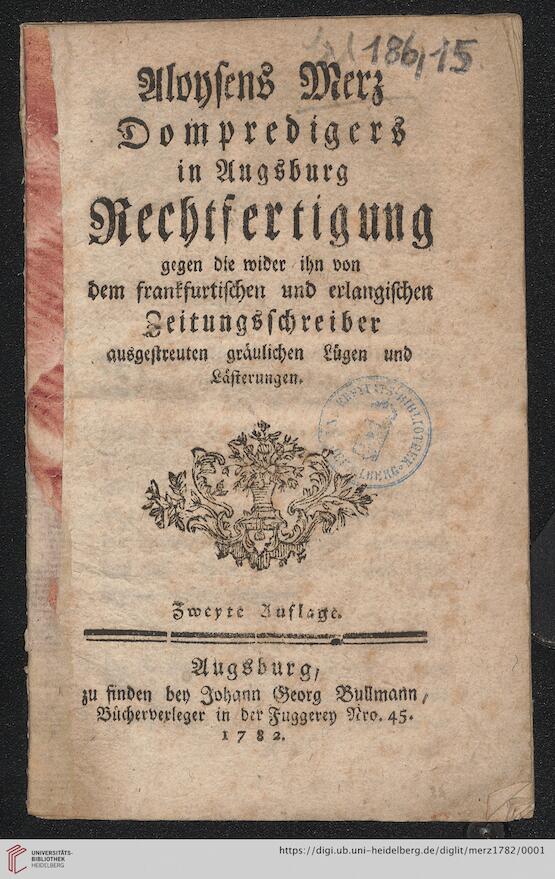 186,15
Aloysens Merz
Dompredigers
in Augsburg
Rechtfertigung
gegen die wider ihn von
dem frankfurtischen und erlangischen
Zeitungsschreiber
ausgestreuten gräulichen Lügen und
Lästerungen.
Zweyte Auflage.
Augsburg,
zu finden bey Johann Georg Bullmann,
Bücherverleger in der Fuggerey Nro. 45.
1782.
UNIVERSITÄTS-
BIBLIOTHEK
HEIDELBERG
https://digi.ub.uni-heidelberg.de/diglit/merz1782/0001